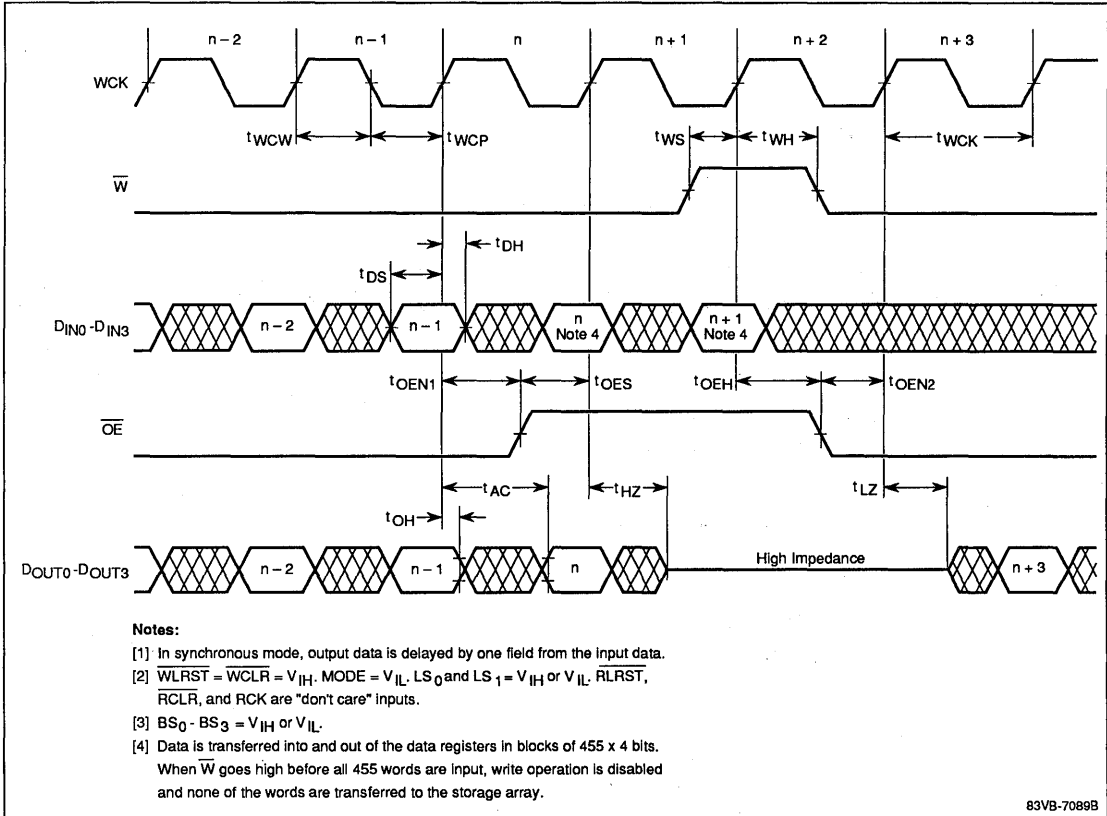 n – 2 n – 1 n n + 1 n + 2 n + 3
WCK
tWCW tWCP tWS tWH tWCK
W̅
tDH
tDS
DIN0 -DIN3 n – 2 n – 1 n Note 4 n + 1 Note 4
tOEN1 tOES tOEH tOEN2
O̅E̅
tAC tHZ tLZ
tOH
DOUT0-DOUT3 n – 2 n – 1 n High Impedance n + 3
Notes:
[1] In synchronous mode, output data is delayed by one field from the input data.
[2] W̅L̅R̅S̅T̅ = W̅C̅L̅R̅ = VIH. MODE = VIL. LS0 and LS1 = VIH or VIL. R̅L̅R̅S̅T̅,
R̅C̅L̅R̅, and RCK are "don't care" inputs.
[3] BS0 - BS3 = VIH or VIL.
[4] Data is transferred into and out of the data registers in blocks of 455 x 4 bits.
When W̅ goes high before all 455 words are input, write operation is disabled
and none of the words are transferred to the storage array.
83VB-7089B